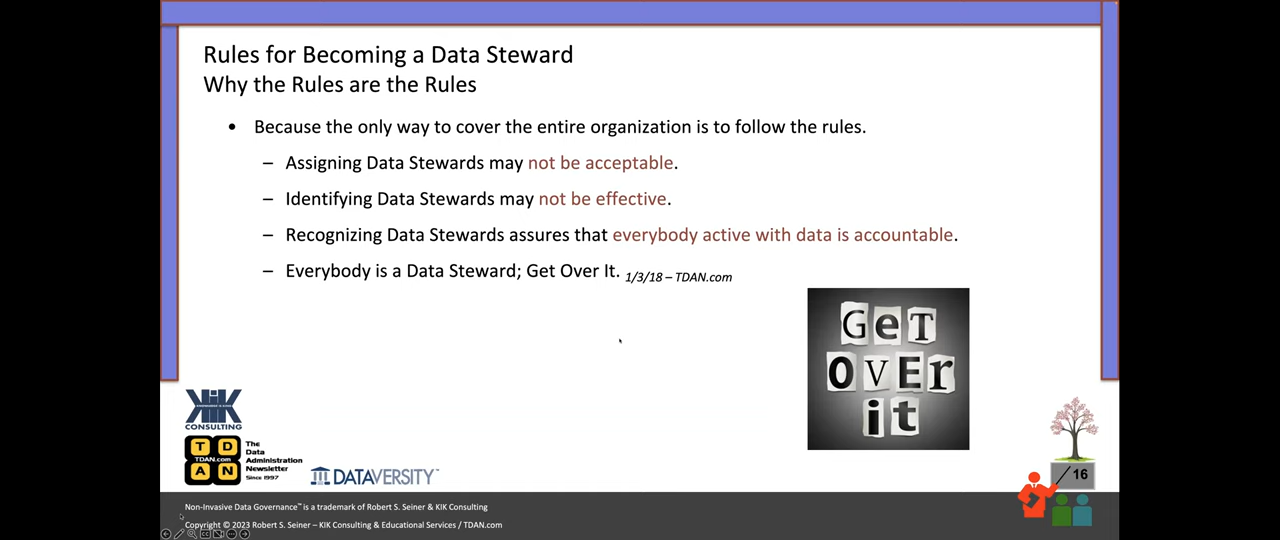 Rules for Becoming a Data Steward
Why the Rules are the Rules
• Because the only way to cover the entire organization is to follow the rules.
– Assigning Data Stewards may not be acceptable.
– Identifying Data Stewards may not be effective.
– Recognizing Data Stewards assures that everybody active with data is accountable.
– Everybody is a Data Steward; Get Over It. 1/3/18 – TDAN.com
GeT
OVEr
it
KIK
CONSULTING
T D
TDAN.com
A N
The
Data
Administration
Newsletter
Since 1997
DATAVERSITY
16
Non-Invasive Data Governance™ is a trademark of Robert S. Seiner & KIK Consulting
Copyright © 2023 Robert S. Seiner – KIK Consulting & Educational Services / TDAN.com